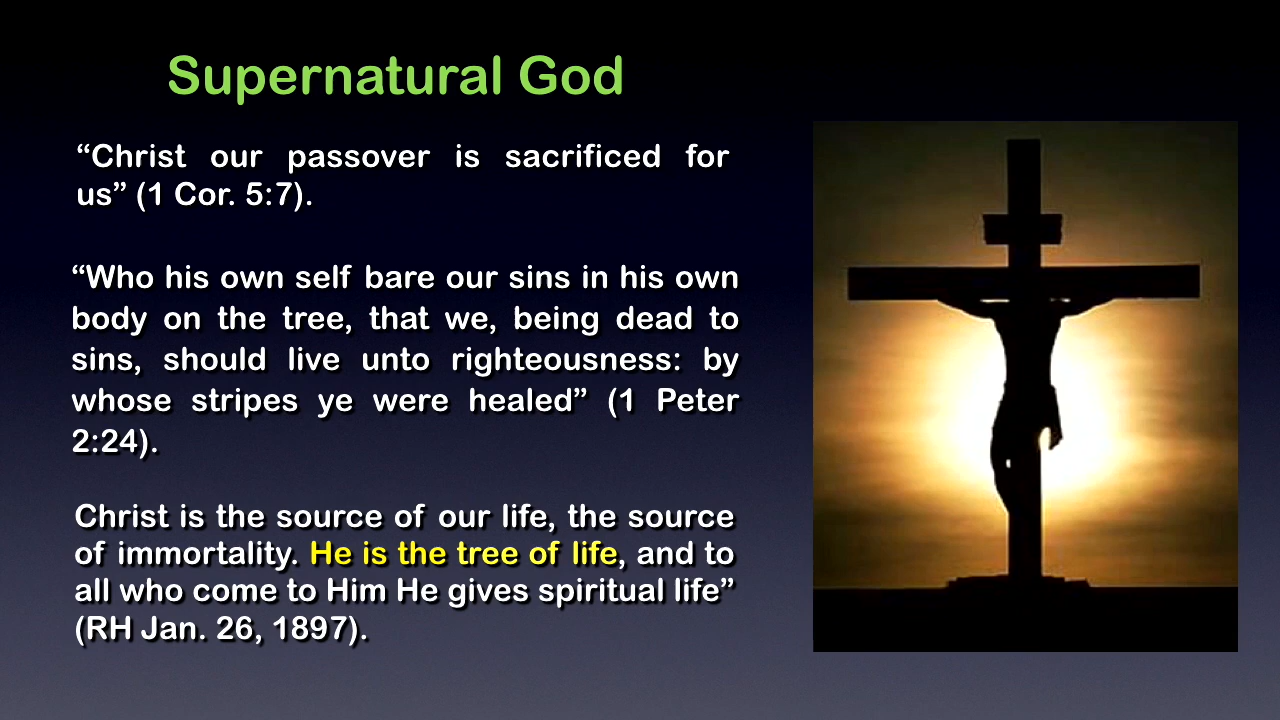 Supernatural God
“Christ our passover is sacrificed for
us” (1 Cor. 5:7).
“Who his own self bare our sins in his own
body on the tree, that we, being dead to
sins, should live unto righteousness: by
whose stripes ye were healed” (1 Peter
2:24).
Christ is the source of our life, the source
of immortality. He is the tree of life, and to
all who come to Him He gives spiritual life”
(RH Jan. 26, 1897).